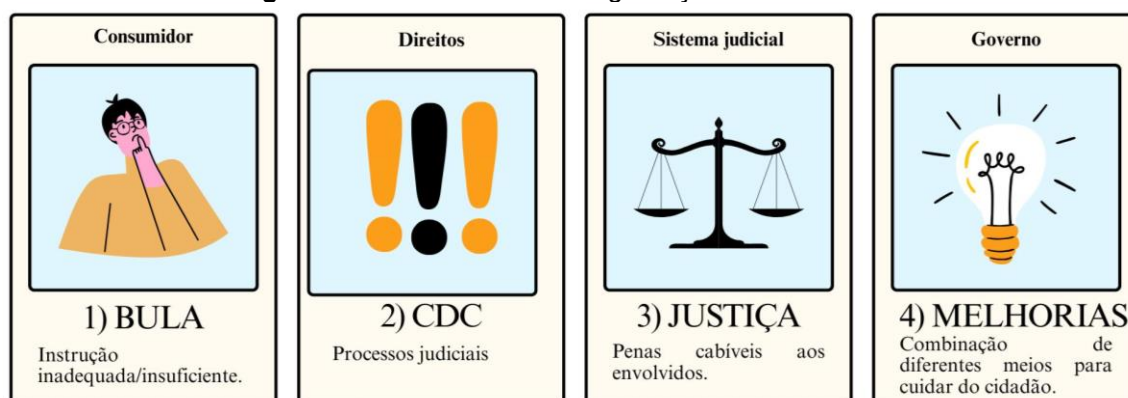 Consumidor
1) BULA
Instrução
inadequada/insuficiente.
Direitos
2) CDC
Processos judiciais
Sistema judicial
3) JUSTIÇA
Penas cabíveis aos
envolvidos.
Governo
4) MELHORIAS
Combinação de
diferentes meios para
cuidar do cidadão.